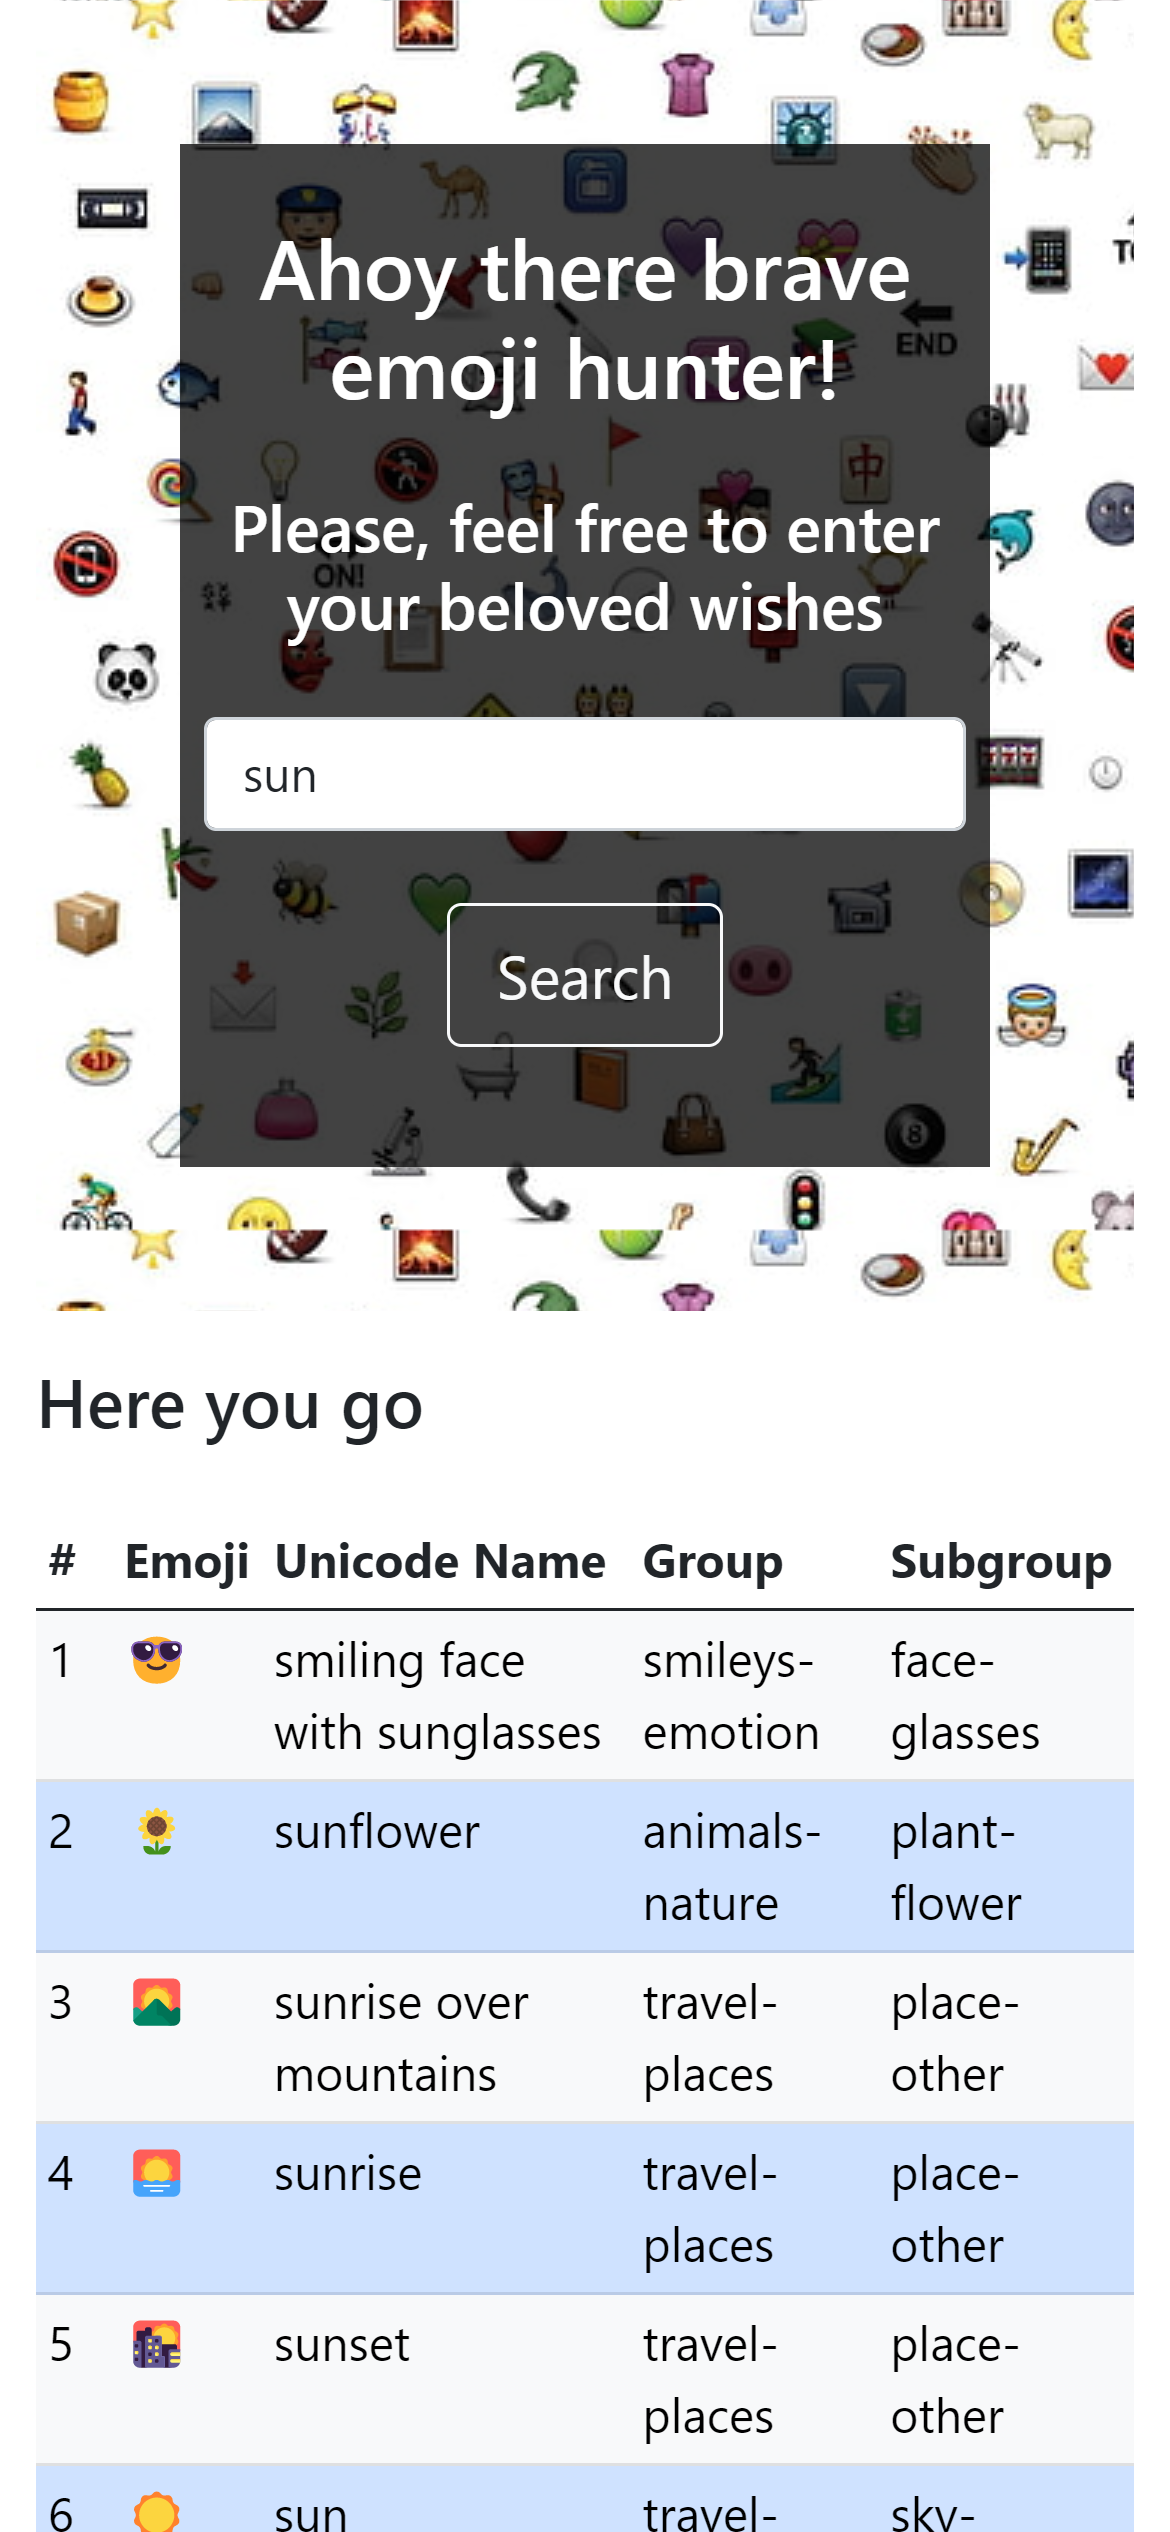 Ahoy there brave
emoji hunter!
END
Please, feel free to enter
ON!
your beloved wishes
sun
Search
8
Here you go
# Emoji Unicode Name Group Subgroup
1 smiling face smileys- face-
with sunglasses emotion glasses
2 sunflower animals- plant-
nature flower
3 sunrise over travel- place-
mountains places other
4 sunrise travel- place-
places other
5 sunset travel- place-
places other
6 sun travel- sky-